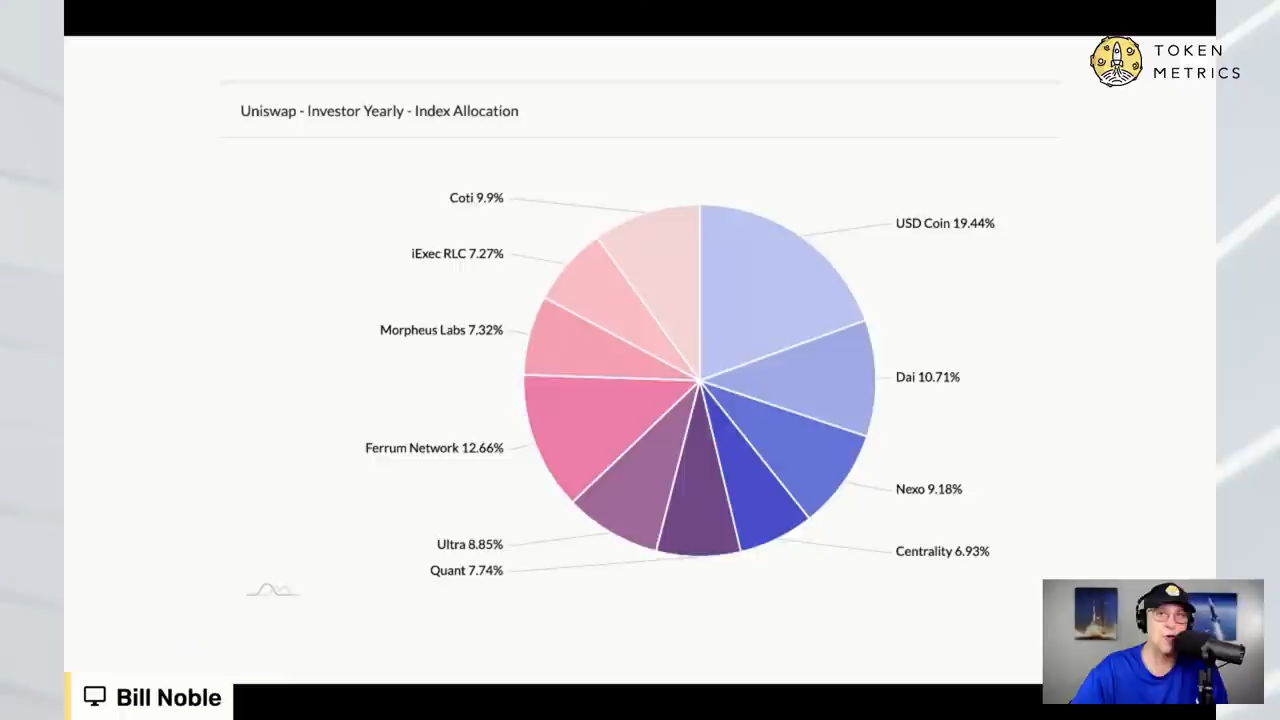 TOKEN
METRICS
Uniswap - Investor Yearly - Index Allocation
Coti 9.9%
USD Coin 19.44%
iExec RLC 7.27%
Morpheus Labs 7.32%
Dai 10.71%
Ferrum Network 12.66%
Nexo 9.18%
Ultra 8.85%
Centrality 6.93%
Quant 7.74%
Bill Noble